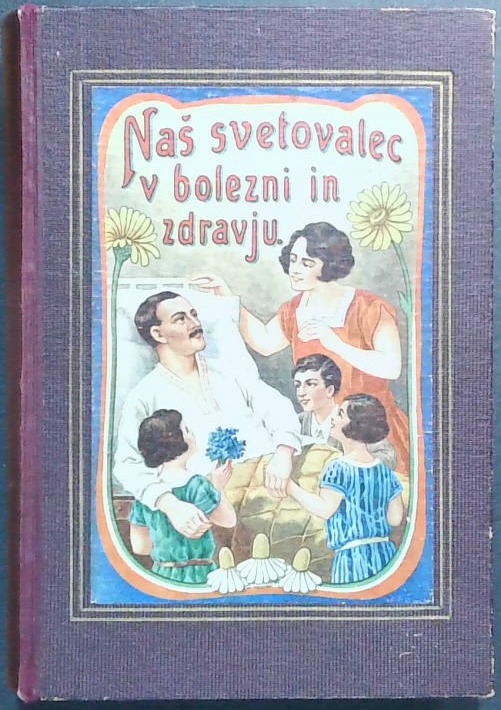 Naš svetovalec
v bolezni in
zdravju.